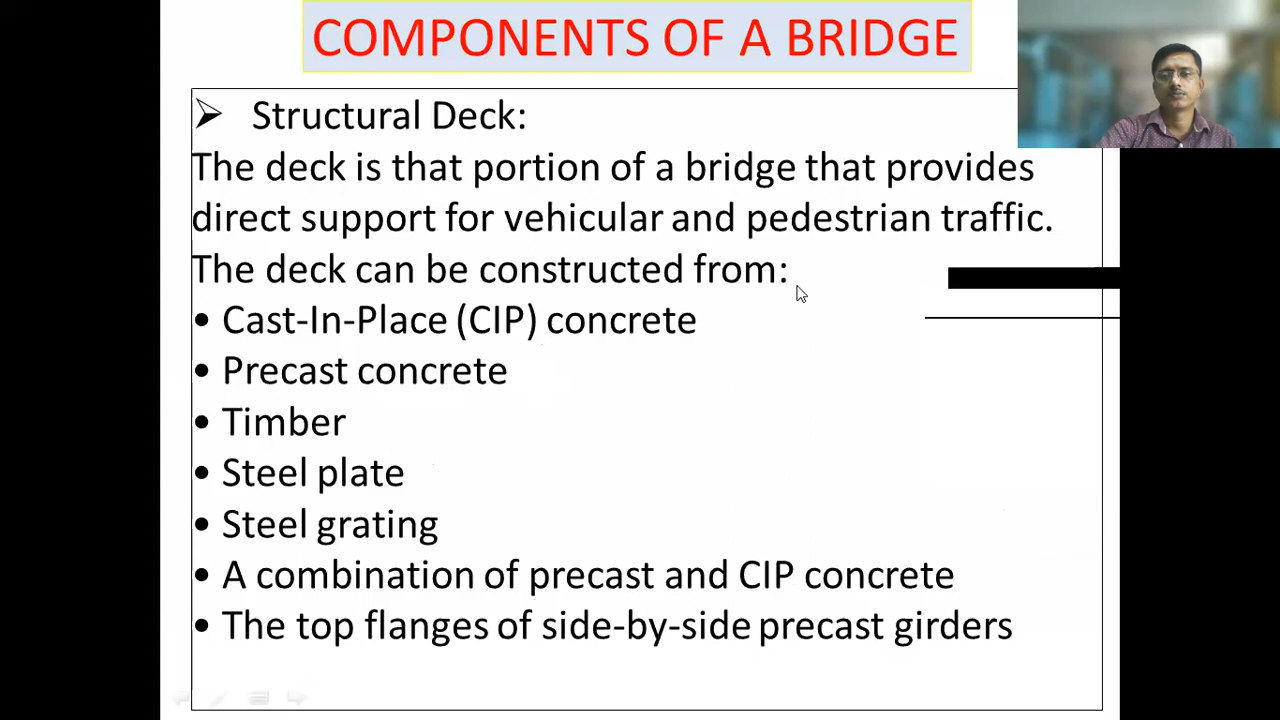 COMPONENTS OF A BRIDGE
➢ Structural Deck:
The deck is that portion of a bridge that provides
direct support for vehicular and pedestrian traffic.
The deck can be constructed from:
• Cast-In-Place (CIP) concrete
• Precast concrete
• Timber
• Steel plate
• Steel grating
• A combination of precast and CIP concrete
• The top flanges of side-by-side precast girders